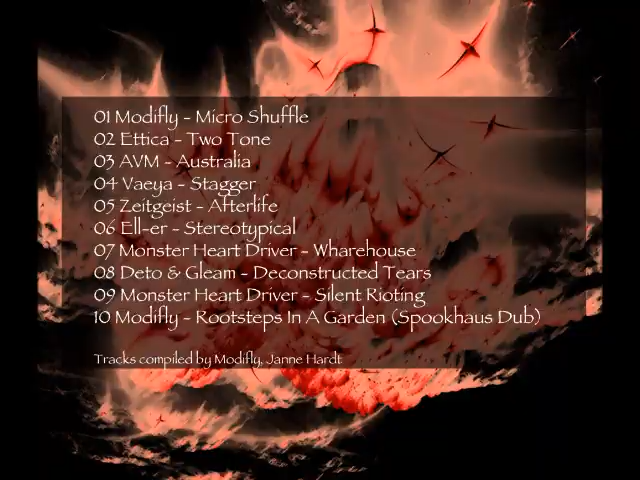 01 Modifly - Micro Shuffle
02 Ettica - Two Tone
03 AVM - Australia
04 Vaeya - Stagger
05 Zeitgeist - Afterlife
06 Ell-er - Stereotypical
07 Monster Heart Driver - Wharehouse
08 Deto & Gleam - Deconstructed Tears
09 Monster Heart Driver - Silent Rioting
10 Modifly - Rootsteps In A Garden (Spookhaus Dub)
Tracks compiled by Modifly, Janne Hardt